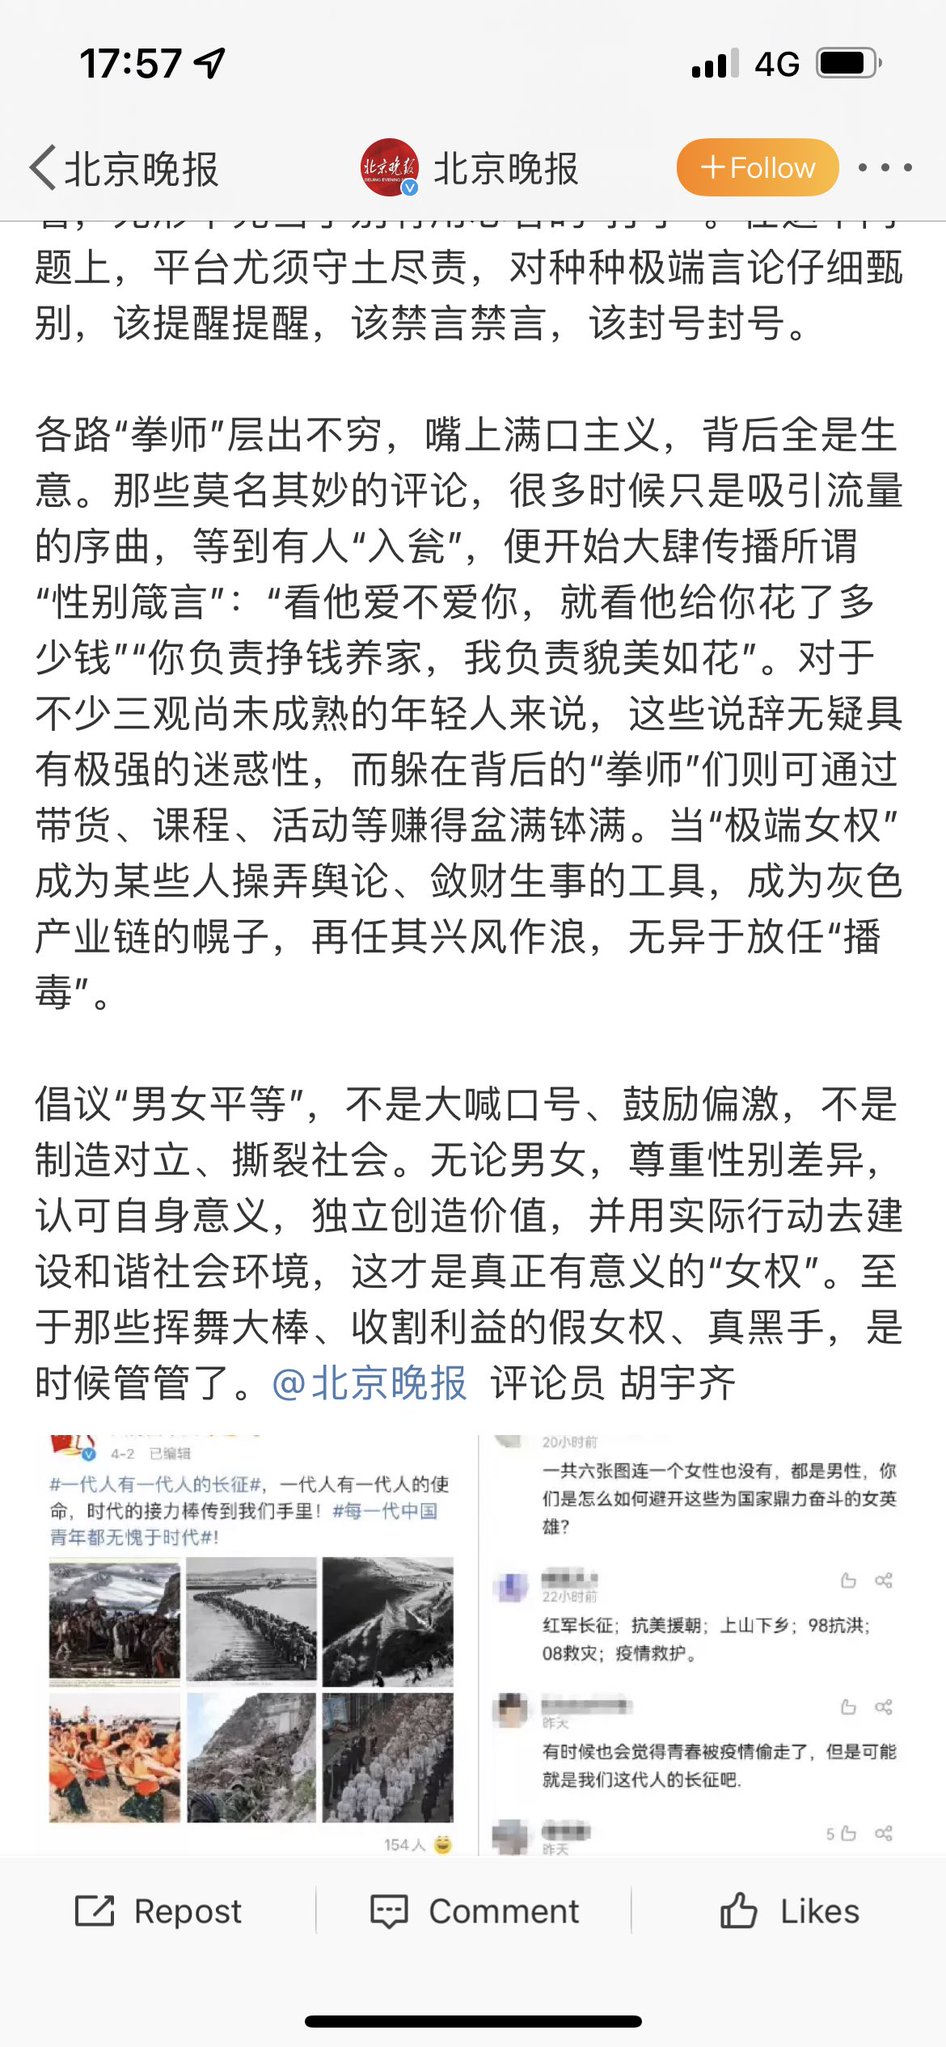 17:57
4G
北京晚报
北京晚报
+Follow
题上，平台尤须守土尽责，对种种极端言论仔细甄
别，该提醒提醒，该禁言禁言，该封号封号。
各路“拳师”层出不穷，嘴上满口主义，背后全是生
意。那些莫名其妙的评论，很多时候只是吸引流量
的序曲，等到有人“入瓮”，便开始大肆传播所谓
“性别箴言”：“看他爱不爱你，就看他给你花了多
少钱”“你负责挣钱养家，我负责貌美如花”。对于
不少三观尚未成熟的年轻人来说，这些说辞无疑具
有极强的迷惑性，而躲在背后的“拳师”们则可通过
带货、课程、活动等赚得盆满钵满。当“极端女权”
成为某些人操弄舆论、敛财生事的工具，成为灰色
产业链的幌子，再任其兴风作浪，无异于放任“播
毒”。
倡议“男女平等”，不是大喊口号、鼓励偏激，不是
制造对立、撕裂社会。无论男女，尊重性别差异，
认可自身意义，独立创造价值，并用实际行动去建
设和谐社会环境，这才是真正有意义的“女权”。至
于那些挥舞大棒、收割利益的假女权、真黑手，是
时候管管了。@北京晚报 评论员 胡宇齐
4-2 已编辑
#一代人有一代人的长征#，一代人有一代人的使
命，时代的接力棒传到我们手里！#每一代中国
青年都无愧于时代#！
154人
20小时前
一共六张图连一个女性也没有，都是男性，你
们是怎么如何避开这些为国家鼎力奋斗的女英
雄？
22小时前
红军长征；抗美援朝；上山下乡；98抗洪；
08救灾；疫情救护。
昨天
有时候也会觉得青春被疫情偷走了，但是可能
就是我们这代人的长征吧.
5
昨天
Repost
Comment
Likes